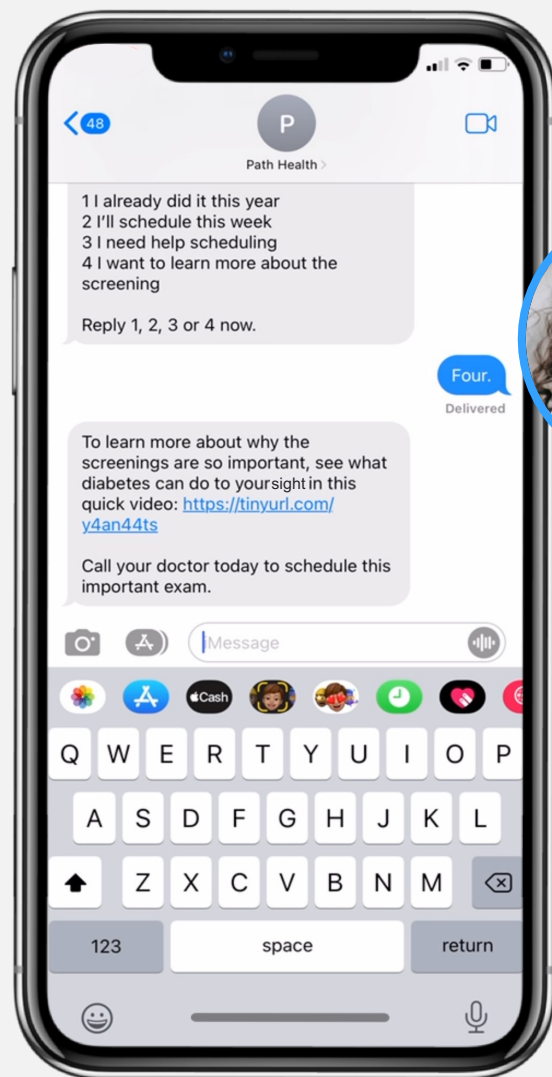 48
P
Path Health
1 I already did it this year
2 I'll schedule this week
3 I need help scheduling
4 I want to learn more about the
screening
Reply 1, 2, 3 or 4 now.
Four.
Delivered
To learn more about why the
screenings are so important, see what
diabetes can do to your sight in this
quick video: https://tinyurl.com/
y4an44ts
Call your doctor today to schedule this
important exam.
iMessage
Cash
Q W E R T Y U I O P
A S D F G H J K L
Z X C V B N M
123 space return